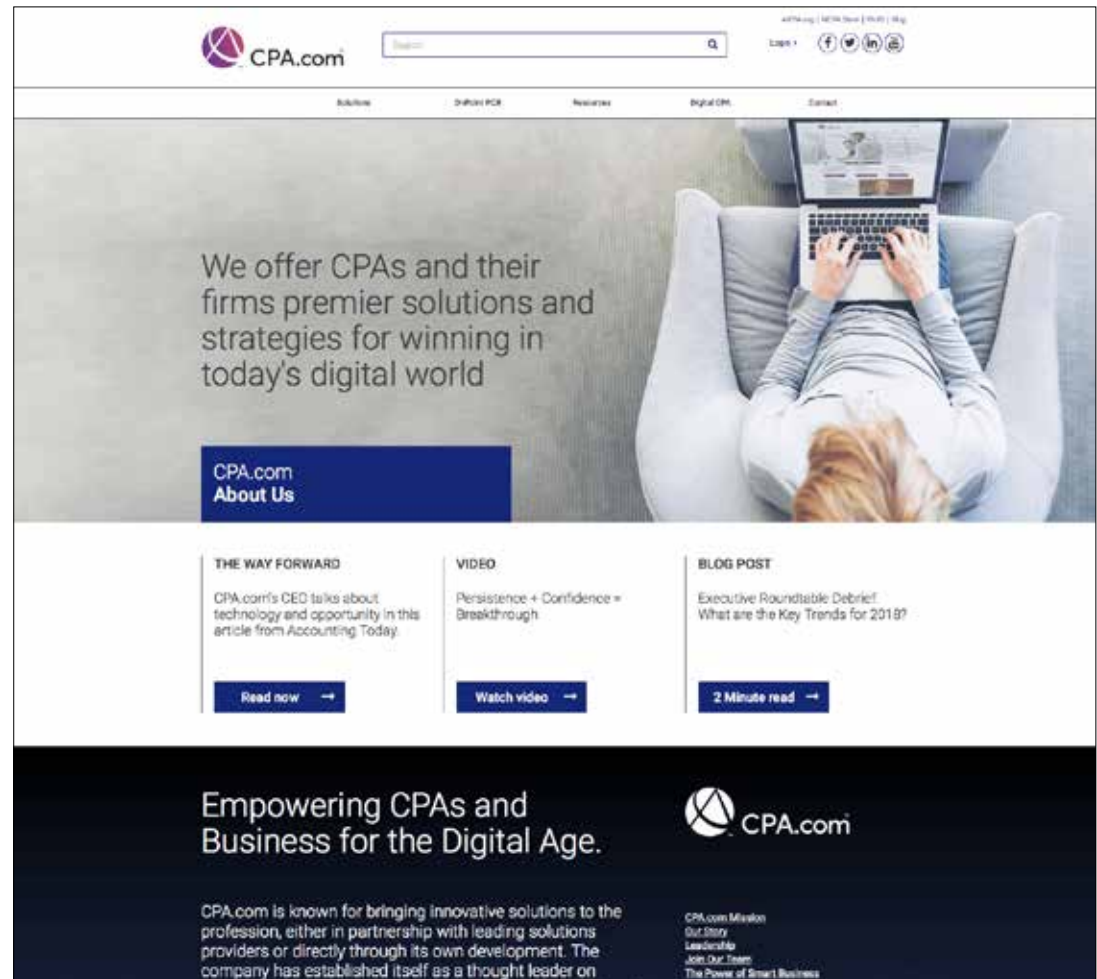 CPA.com
Search
Login >
Solutions
Resources
Digital CPA
Contact
We offer CPAs and their
firms premier solutions and
strategies for winning in
today's digital world
CPA.com
About Us
THE WAY FORWARD
CPA.com's CEO talks about
technology and opportunity in this
article from Accounting Today.
Read now →
VIDEO
Persistence + Confidence =
Breakthrough
Watch video →
BLOG POST
Executive Roundtable Debrief:
What are the Key Trends for 2018?
2 Minute read →
Empowering CPAs and
Business for the Digital Age.
CPA.com is known for bringing innovative solutions to the
profession, either in partnership with leading solutions
providers or directly through its own development. The
company has established itself as a thought leader on
CPA.com
CPA.com Mission
Our Story
Leadership
Join Our Team
The Power of Smart Business